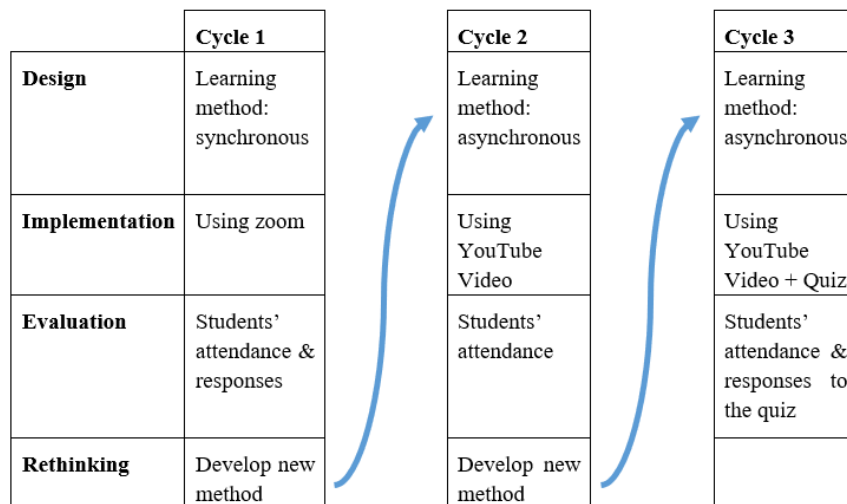 Cycle 1
Cycle 2
Cycle 3
Design
Learning
method:
synchronous
Learning
method:
asynchronous
Learning
method:
asynchronous
Implementation
Using zoom
Using
YouTube
Video
Using
YouTube
Video + Quiz
Evaluation
Students’
attendance &
responses
Students’
attendance
Students’
attendance &
responses to
the quiz
Rethinking
Develop new
method
Develop new
method